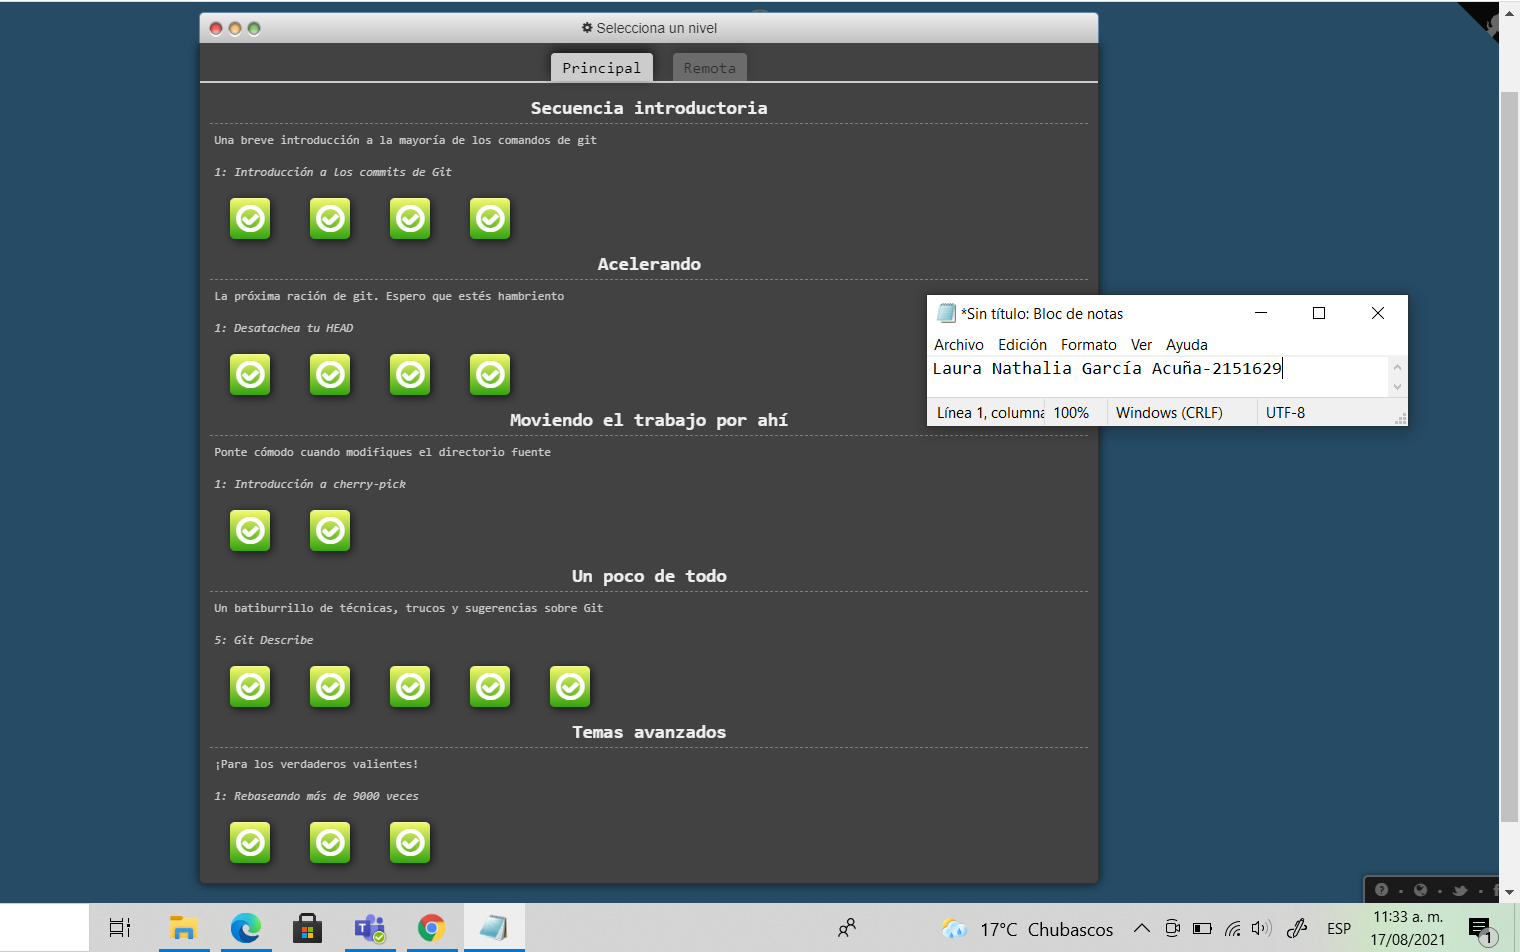 Selecciona un nivel
Principal
Remota
Secuencia introductoria
Una breve introducción a la mayoría de los comandos de git
1: Introducción a los commits de Git
Acelerando
La próxima ración de git. Espero que estés hambriento
1: Desatachea tu HEAD
Moviendo el trabajo por ahí
Ponte cómodo cuando modifiques el directorio fuente
1: Introducción a cherry-pick
Un poco de todo
Un batiburrillo de técnicas, trucos y sugerencias sobre Git
5: Git Describe
Temas avanzados
¡Para los verdaderos valientes!
1: Rebaseando más de 9000 veces
*Sin título: Bloc de notas
Archivo Edición Formato Ver Ayuda
Laura Nathalia García Acuña-2151629
Línea 1, columna 100% Windows (CRLF) UTF-8
17°C Chubascos
ESP
11:33 a. m.
17/08/2021
1